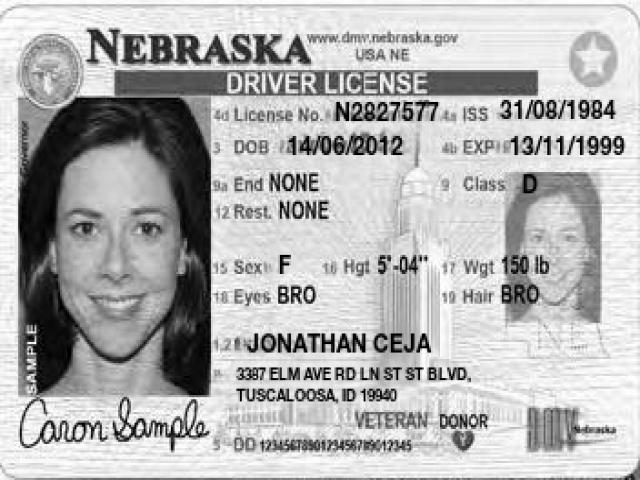 NEBRASKA www.dmv.nebraska.gov
USA NE
DRIVER LICENSE
4d License No. N2827577 4a ISS 31/08/1984
3 DOB 14/06/2012 4b EXP 13/11/1999
9a End NONE 9 Class D
12 Rest. NONE
15 Sex F 16 Hgt 5'-04" 17 Wgt 150 lb
18 Eyes BRO 19 Hair BRO
1,2 JONATHAN CEJA
3387 ELM AVE RD LN ST ST BLVD,
TUSCALOOSA, ID 19940
SAMPLE
Governor
Caron Sample
VETERAN DONOR
5 DD 1234567890123456789012345
DMV Nebraska